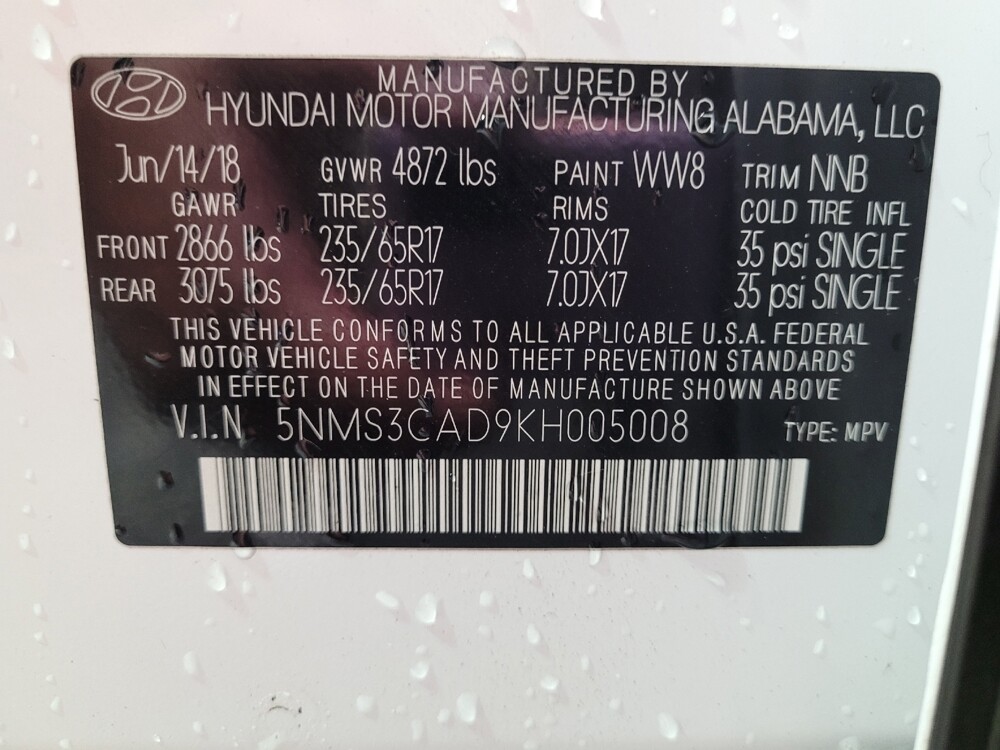 MANUFACTURED BY
HYUNDAI MOTOR MANUFACTURING ALABAMA, LLC
Jun/14/18 GVWR 4872 lbs PAINT WW8 TRIM NNB
GAWR TIRES RIMS COLD TIRE INFL
FRONT 2866 lbs 235/65R17 7.0JX17 35 psi SINGLE
REAR 3075 lbs 235/65R17 7.0JX17 35 psi SINGLE
THIS VEHICLE CONFORMS TO ALL APPLICABLE U.S.A. FEDERAL
MOTOR VEHICLE SAFETY AND THEFT PREVENTION STANDARDS
IN EFFECT ON THE DATE OF MANUFACTURE SHOWN ABOVE
V.I.N 5NMS3CAD9KH005008 TYPE: MPV